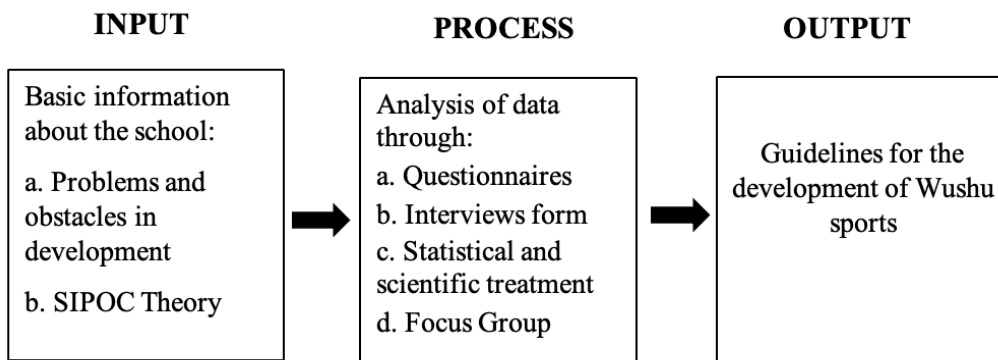 INPUT
Basic information
about the school:
a. Problems and
obstacles in
development
b. SIPOC Theory
PROCESS
Analysis of data
through:
a. Questionnaires
b. Interviews form
c. Statistical and
scientific treatment
d. Focus Group
OUTPUT
Guidelines for the
development of Wushu
sports